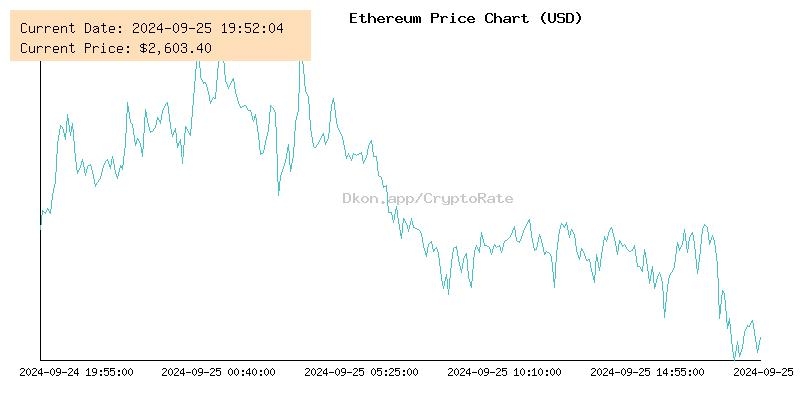 Ethereum Price Chart (USD)
Current Date: 2024-09-25 19:52:04
Current Price: $2,603.40
Dkon.app/CryptoRate
2024-09-24 19:55:00 2024-09-25 00:40:00 2024-09-25 05:25:00 2024-09-25 10:10:00 2024-09-25 14:55:00 2024-09-25